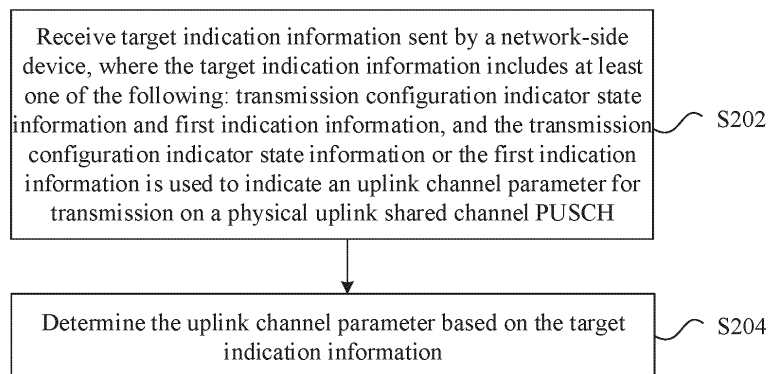 Receive target indication information sent by a network-side
device, where the target indication information includes at least
one of the following: transmission configuration indicator state
information and first indication information, and the transmission
configuration indicator state information or the first indication
information is used to indicate an uplink channel parameter for
transmission on a physical uplink shared channel PUSCH
S202
Determine the uplink channel parameter based on the target
indication information
S204